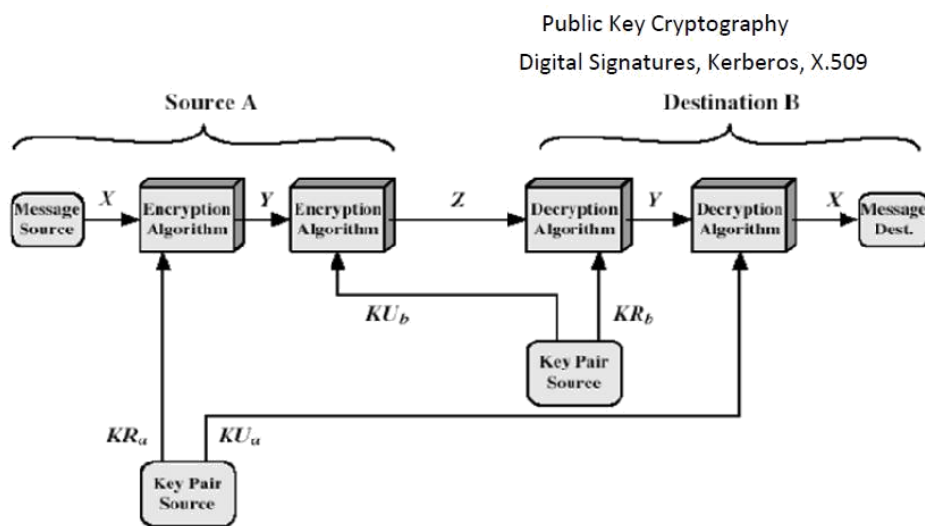 Public Key Cryptography
Digital Signatures, Kerberos, X.509
Source A
Destination B
Message
Source
X
Encryption
Algorithm
Y
Encryption
Algorithm
Z
Decryption
Algorithm
Y
Decryption
Algorithm
X
Message
Dest.
KUb
KRb
Key Pair
Source
KRa
KUa
Key Pair
Source